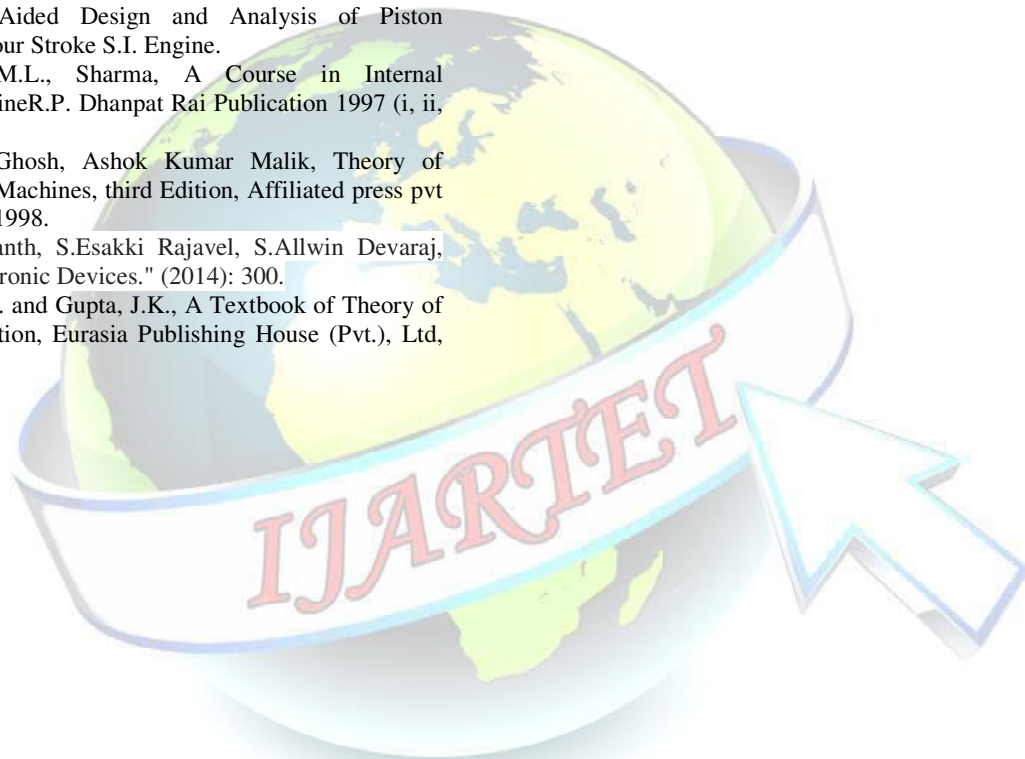 Aided Design and Analysis of Piston
our Stroke S.I. Engine.
M.L., Sharma, A Course in Internal
ineR.P. Dhanpat Rai Publication 1997 (i, ii,
Ghosh, Ashok Kumar Malik, Theory of
Machines, third Edition, Affiliated press pvt
1998.
anth, S.Esakki Rajavel, S.Allwin Devaraj,
ronic Devices." (2014): 300.
. and Gupta, J.K., A Textbook of Theory of
tion, Eurasia Publishing House (Pvt.), Ltd,
IJARTET